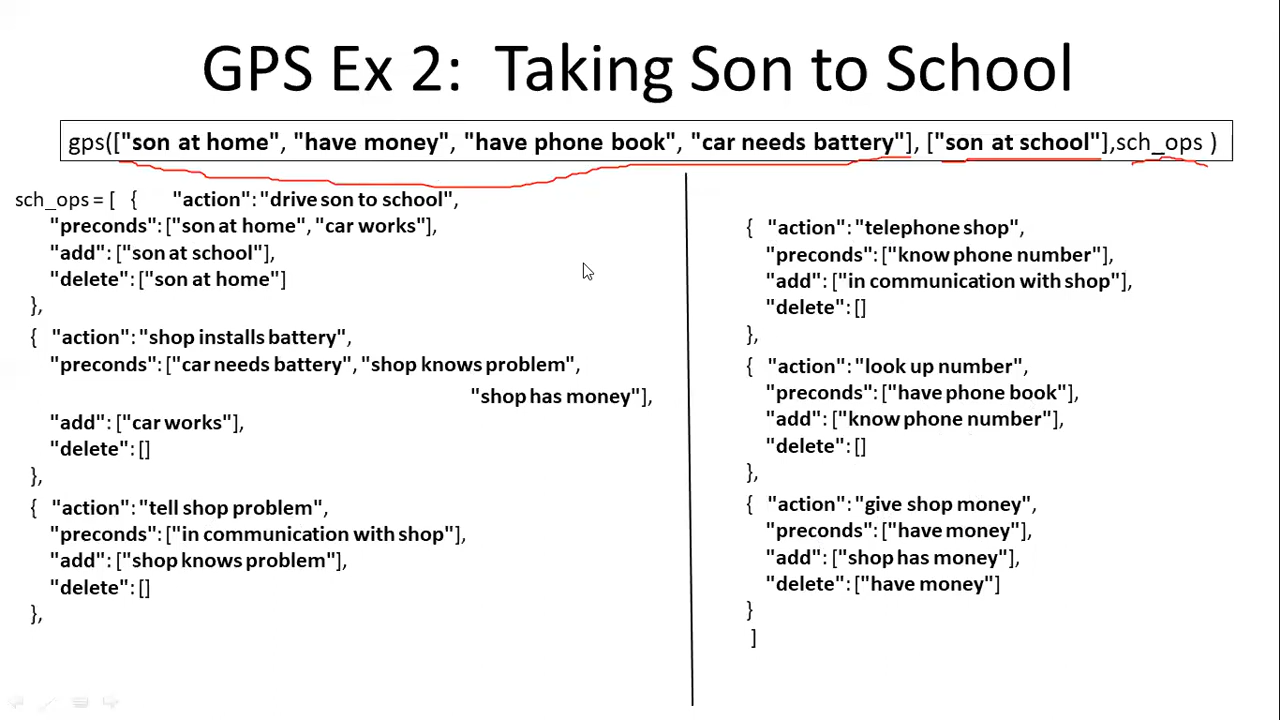 GPS Ex 2: Taking Son to School
gps(["son at home", "have money", "have phone book", "car needs battery"], ["son at school"],sch_ops )
sch_ops = [ { "action": "drive son to school",
"preconds": ["son at home", "car works"],
"add": ["son at school"],
"delete": ["son at home"]
},
{ "action": "shop installs battery",
"preconds": ["car needs battery", "shop knows problem",
"shop has money"],
"add": ["car works"],
"delete": []
},
{ "action": "tell shop problem",
"preconds": ["in communication with shop"],
"add": ["shop knows problem"],
"delete": []
},
{ "action": "telephone shop",
"preconds": ["know phone number"],
"add": ["in communication with shop"],
"delete": []
},
{ "action": "look up number",
"preconds": ["have phone book"],
"add": ["know phone number"],
"delete": []
},
{ "action": "give shop money",
"preconds": ["have money"],
"add": ["shop has money"],
"delete": ["have money"]
}
]